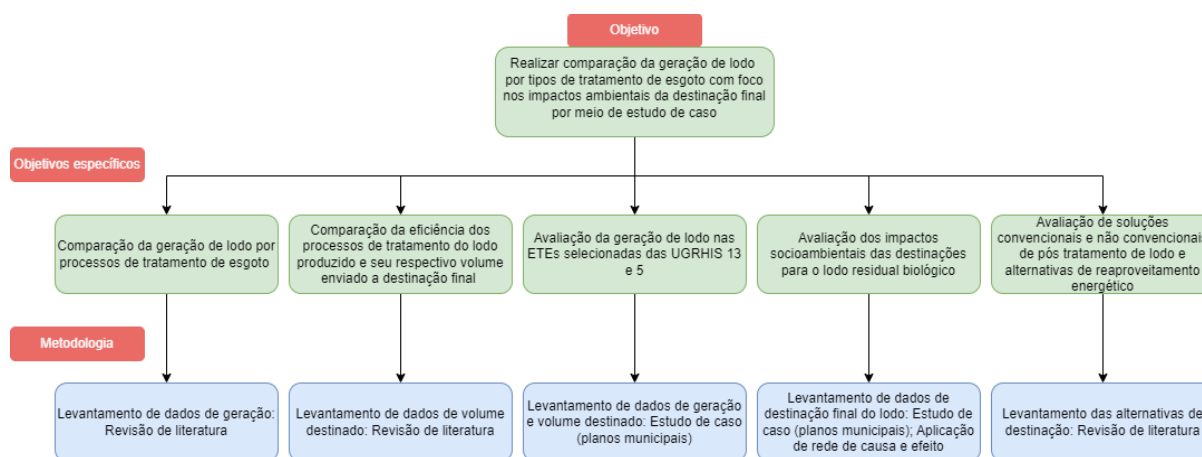 Objetivo
Realizar comparação da geração de lodo
por tipos de tratamento de esgoto com foco
nos impactos ambientais da destinação final
por meio de estudo de caso
Objetivos específicos
Comparação da geração de lodo por
processos de tratamento de esgoto
Comparação da eficiência dos
processos de tratamento do lodo
produzido e seu respectivo volume
enviado a destinação final
Avaliação da geração de lodo nas
ETEs selecionadas das UGRHIS 13
e 5
Avaliação dos impactos
socioambientais das destinações
para o lodo residual biológico
Avaliação de soluções
convencionais e não convencionais
de pós tratamento de lodo e
alternativas de reaproveitamento
energético
Metodologia
Levantamento de dados de geração:
Revisão de literatura
Levantamento de dados de volume
destinado: Revisão de literatura
Levantamento de dados de geração
e volume destinado: Estudo de caso
(planos municipais)
Levantamento de dados de
destinação final do lodo: Estudo de
caso (planos municipais); Aplicação
de rede de causa e efeito
Levantamento das alternativas de
destinação: Revisão de literatura